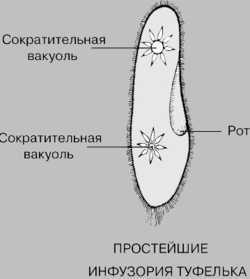 Сократительная
вакуоль
Рот
Сократительная
вакуоль
ПРОСТЕЙШИЕ
ИНФУЗОРИЯ ТУФЕЛЬКА